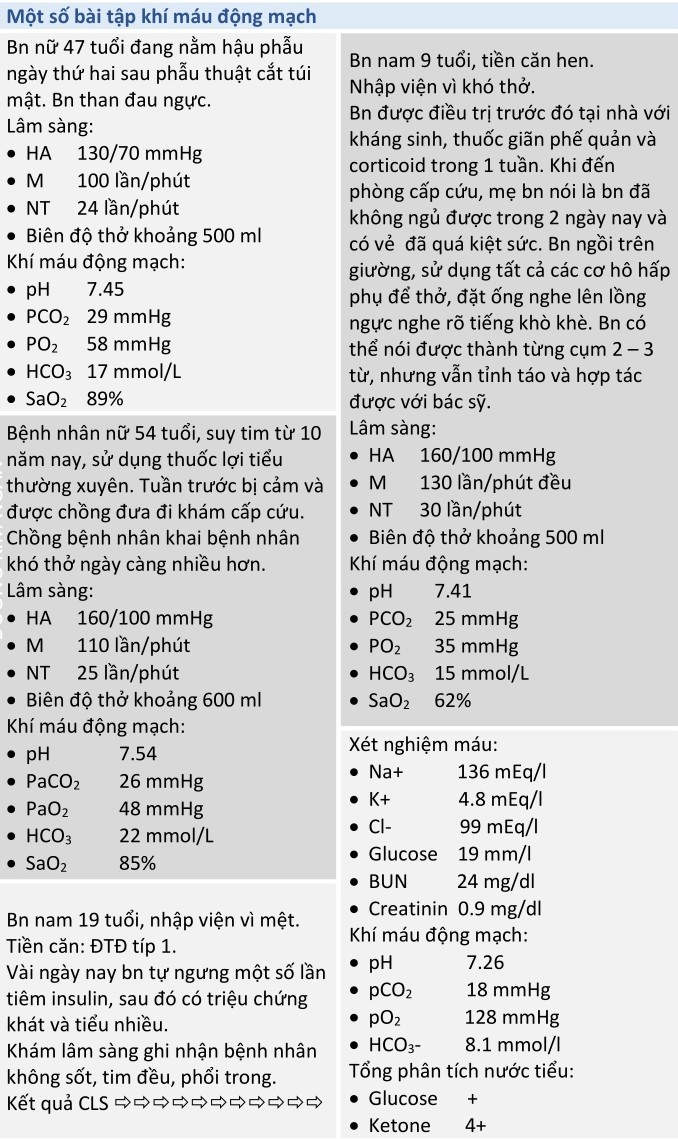 Một số bài tập khí máu động mạch
Bn nữ 47 tuổi đang nằm hậu phẫu
ngày thứ hai sau phẫu thuật cắt túi
mật. Bn than đau ngực.
Lâm sàng:
• HA 130/70 mmHg
• M 100 lần/phút
• NT 24 lần/phút
• Biên độ thở khoảng 500 ml
Khí máu động mạch:
• pH 7.45
• PCO₂ 29 mmHg
• PO₂ 58 mmHg
• HCO₃ 17 mmol/L
• SaO₂ 89%
Bệnh nhân nữ 54 tuổi, suy tim từ 10
năm nay, sử dụng thuốc lợi tiểu
thường xuyên. Tuần trước bị cảm và
được chồng đưa đi khám cấp cứu.
Chồng bệnh nhân khai bệnh nhân
khó thở ngày càng nhiều hơn.
Lâm sàng:
• HA 160/100 mmHg
• M 110 lần/phút
• NT 25 lần/phút
• Biên độ thở khoảng 600 ml
Khí máu động mạch:
• pH 7.54
• PaCO₂ 26 mmHg
• PaO₂ 48 mmHg
• HCO₃ 22 mmol/L
• SaO₂ 85%
Bn nam 19 tuổi, nhập viện vì mệt.
Tiền căn: ĐTĐ típ 1.
Vài ngày nay bn tự ngưng một số lần
tiêm insulin, sau đó có triệu chứng
khát và tiểu nhiều.
Khám lâm sàng ghi nhận bệnh nhân
không sốt, tim đều, phổi trong.
Kết quả CLS ⇨⇨⇨⇨⇨⇨⇨⇨⇨⇨⇨
Bn nam 9 tuổi, tiền căn hen.
Nhập viện vì khó thở.
Bn được điều trị trước đó tại nhà với
kháng sinh, thuốc giãn phế quản và
corticoid trong 1 tuần. Khi đến
phòng cấp cứu, mẹ bn nói là bn đã
không ngủ được trong 2 ngày nay và
có vẻ đã quá kiệt sức. Bn ngồi trên
giường, sử dụng tất cả các cơ hô hấp
phụ để thở, đặt ống nghe lên lồng
ngực nghe rõ tiếng khò khè. Bn có
thể nói được thành từng cụm 2 – 3
từ, nhưng vẫn tỉnh táo và hợp tác
được với bác sỹ.
Lâm sàng:
• HA 160/100 mmHg
• M 130 lần/phút đều
• NT 30 lần/phút
• Biên độ thở khoảng 500 ml
Khí máu động mạch:
• pH 7.41
• PCO₂ 25 mmHg
• PO₂ 35 mmHg
• HCO₃ 15 mmol/L
• SaO₂ 62%
Xét nghiệm máu:
• Na+ 136 mEq/l
• K+ 4.8 mEq/l
• Cl- 99 mEq/l
• Glucose 19 mm/l
• BUN 24 mg/dl
• Creatinin 0.9 mg/dl
Khí máu động mạch:
• pH 7.26
• pCO₂ 18 mmHg
• pO₂ 128 mmHg
• HCO₃- 8.1 mmol/l
Tổng phân tích nước tiểu:
• Glucose +
• Ketone 4+